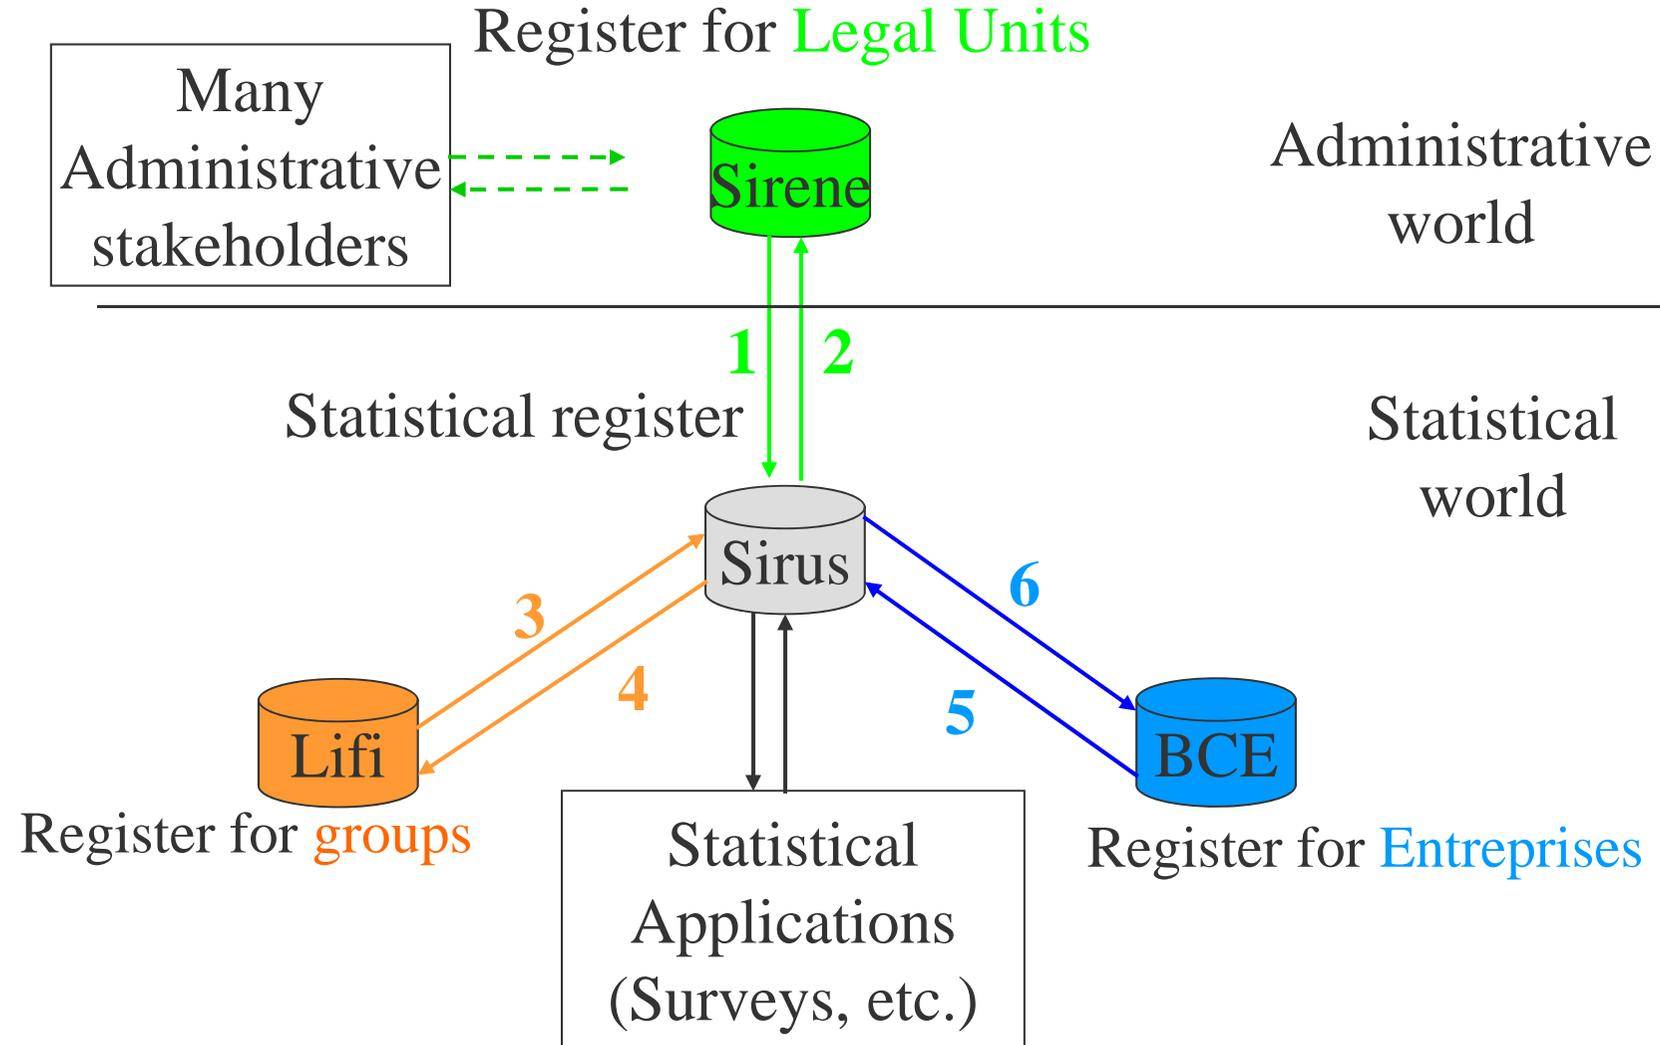 Register for Legal Units
Many
Administrative
stakeholders
Sirene
Administrative
world
1
2
Statistical register
Statistical
world
Sirus
3
4
6
5
Lifi
BCE
Register for groups
Register for Entreprises
Statistical
Applications
(Surveys, etc.)